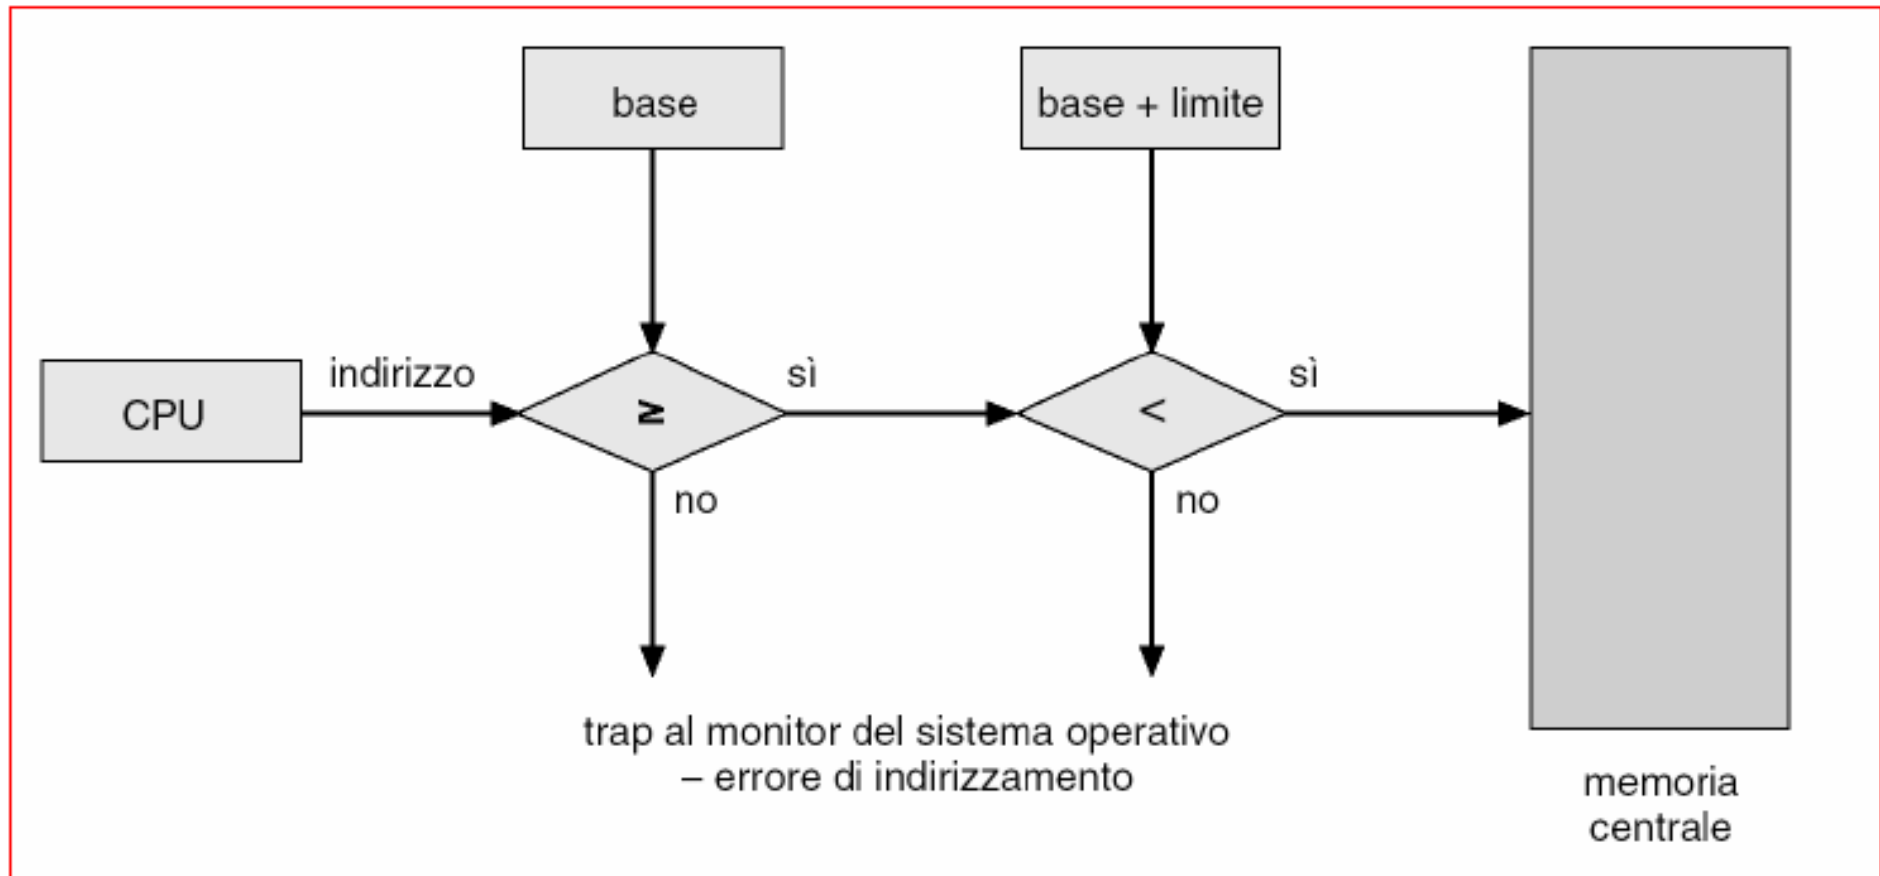 base
base + limite
CPU
indirizzo
≥
sì
<
sì
no
no
trap al monitor del sistema operativo
– errore di indirizzamento
memoria
centrale